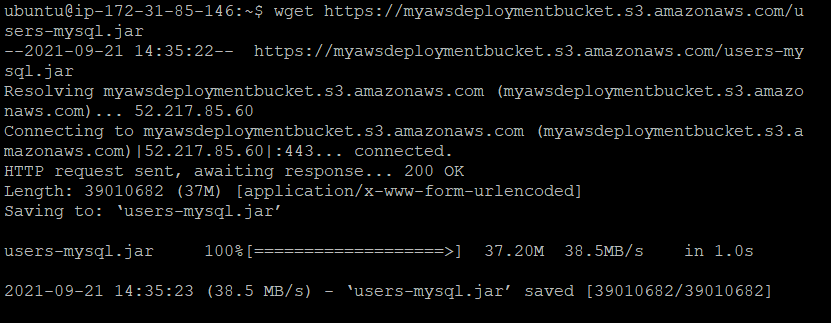 ubuntu@ip-172-31-85-146:~$ wget https://myawsdeploymentbucket.s3.amazonaws.com/u
sers-mysql.jar
--2021-09-21 14:35:22--  https://myawsdeploymentbucket.s3.amazonaws.com/users-my
sql.jar
Resolving myawsdeploymentbucket.s3.amazonaws.com (myawsdeploymentbucket.s3.amazo
naws.com)... 52.217.85.60
Connecting to myawsdeploymentbucket.s3.amazonaws.com (myawsdeploymentbucket.s3.a
mazonaws.com)|52.217.85.60|:443... connected.
HTTP request sent, awaiting response... 200 OK
Length: 39010682 (37M) [application/x-www-form-urlencoded]
Saving to: ‘users-mysql.jar’
users-mysql.jar     100%[===================>]  37.20M  38.5MB/s    in 1.0s
2021-09-21 14:35:23 (38.5 MB/s) - ‘users-mysql.jar’ saved [39010682/39010682]